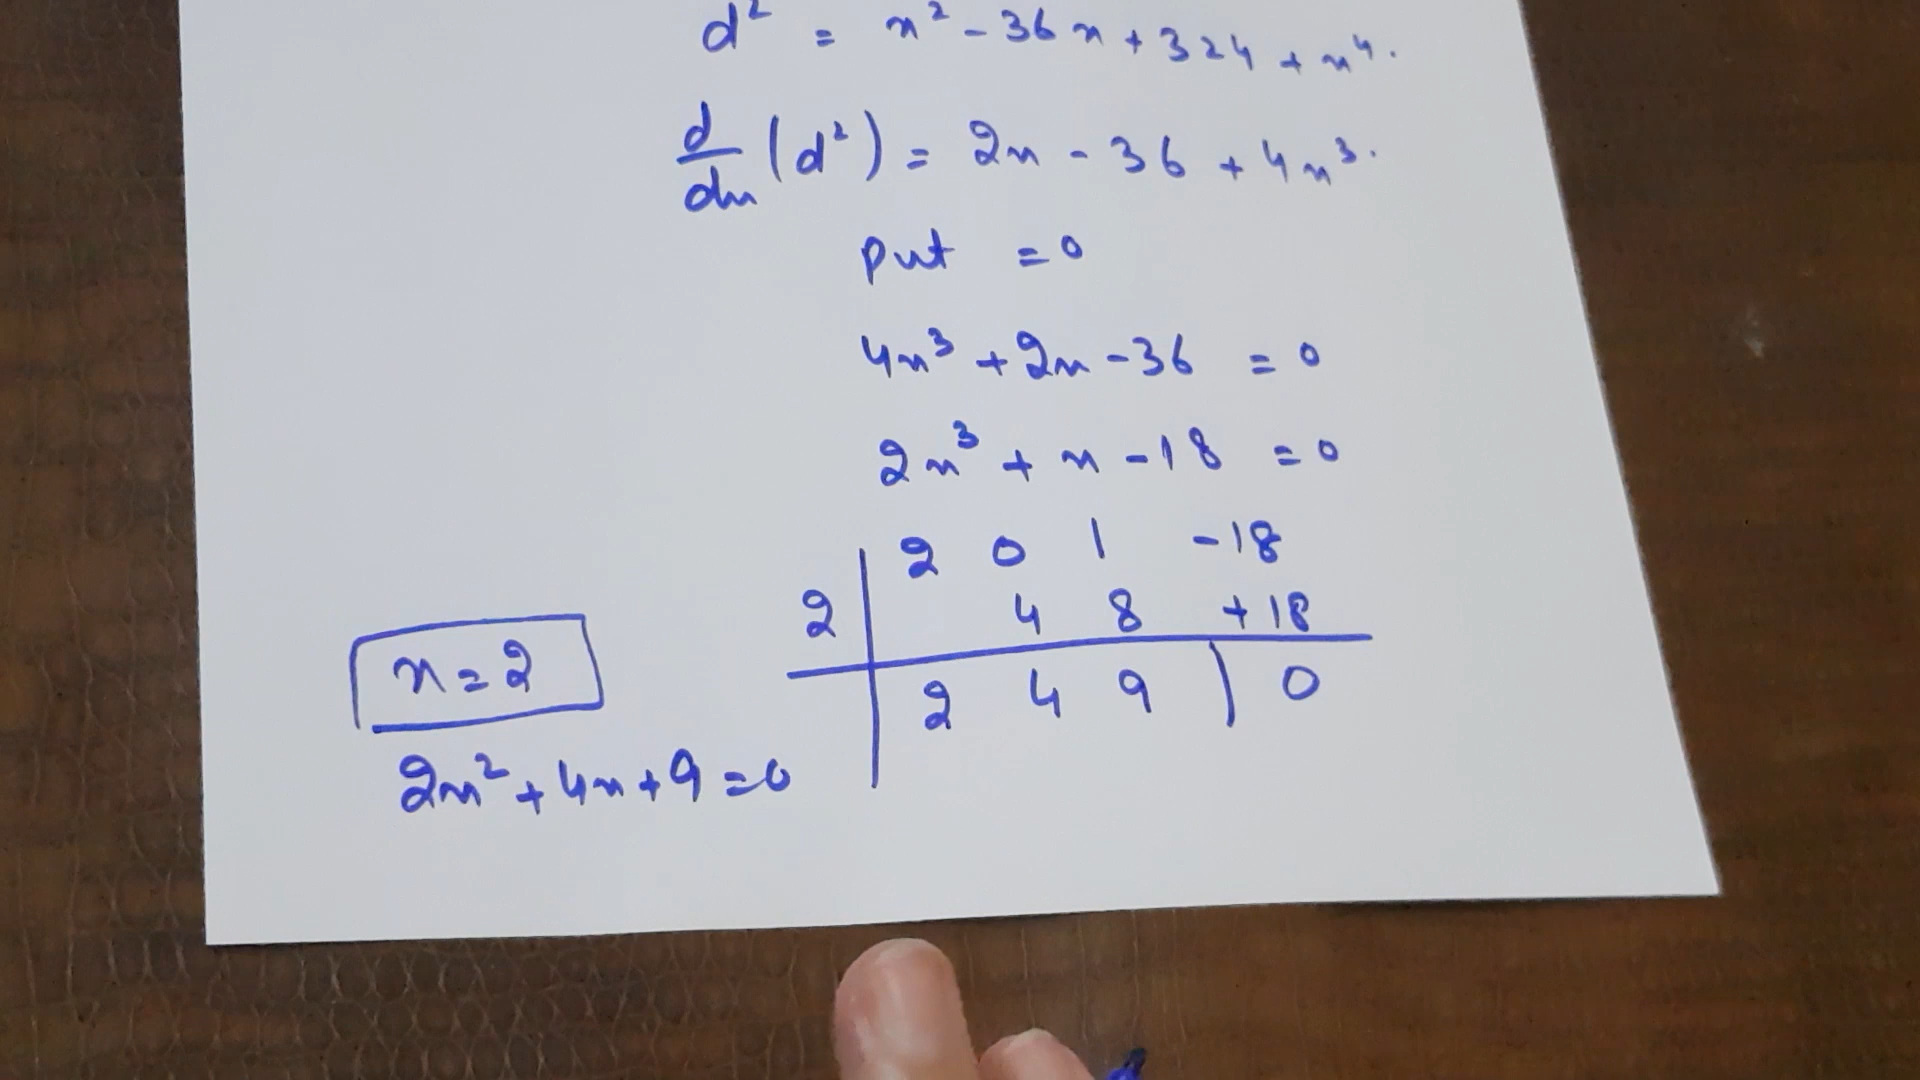 d² = x² - 36x + 324 + x⁴.
d/dx (d²) = 2x - 36 + 4x³.
put = 0
4x³ + 2x - 36 = 0
2x³ + x - 18 = 0
2 0 1 -18
2 4 8 +18
2 4 9 ) 0
x = 2
2x² + 4x + 9 = 0